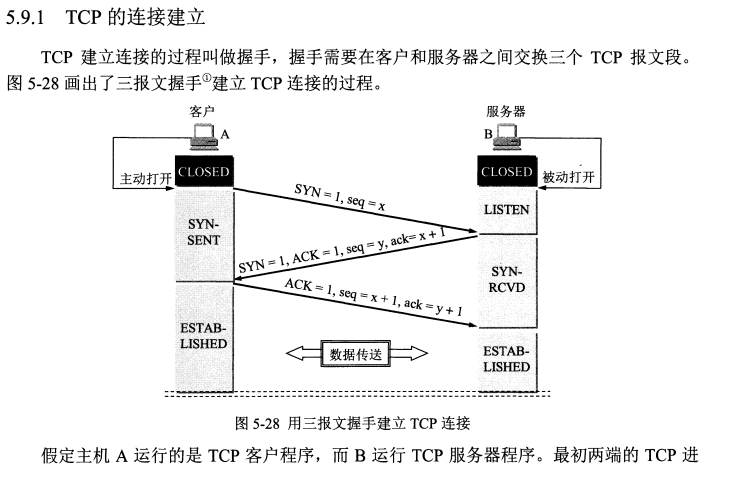 5.9.1 TCP 的连接建立
TCP 建立连接的过程叫做握手，握手需要在客户和服务器之间交换三个 TCP 报文段。
图 5-28 画出了三报文握手①建立 TCP 连接的过程。
客户
服务器
A
B
主动打开
CLOSED
CLOSED
被动打开
SYN = 1, seq = x
LISTEN
SYN-
SENT
SYN = 1, ACK = 1, seq = y, ack= x + 1
SYN-
RCVD
ACK = 1, seq = x + 1, ack = y + 1
ESTAB-
LISHED
数据传送
ESTAB-
LISHED
图 5-28 用三报文握手建立 TCP 连接
假定主机 A 运行的是 TCP 客户程序，而 B 运行 TCP 服务器程序。最初两端的 TCP 进